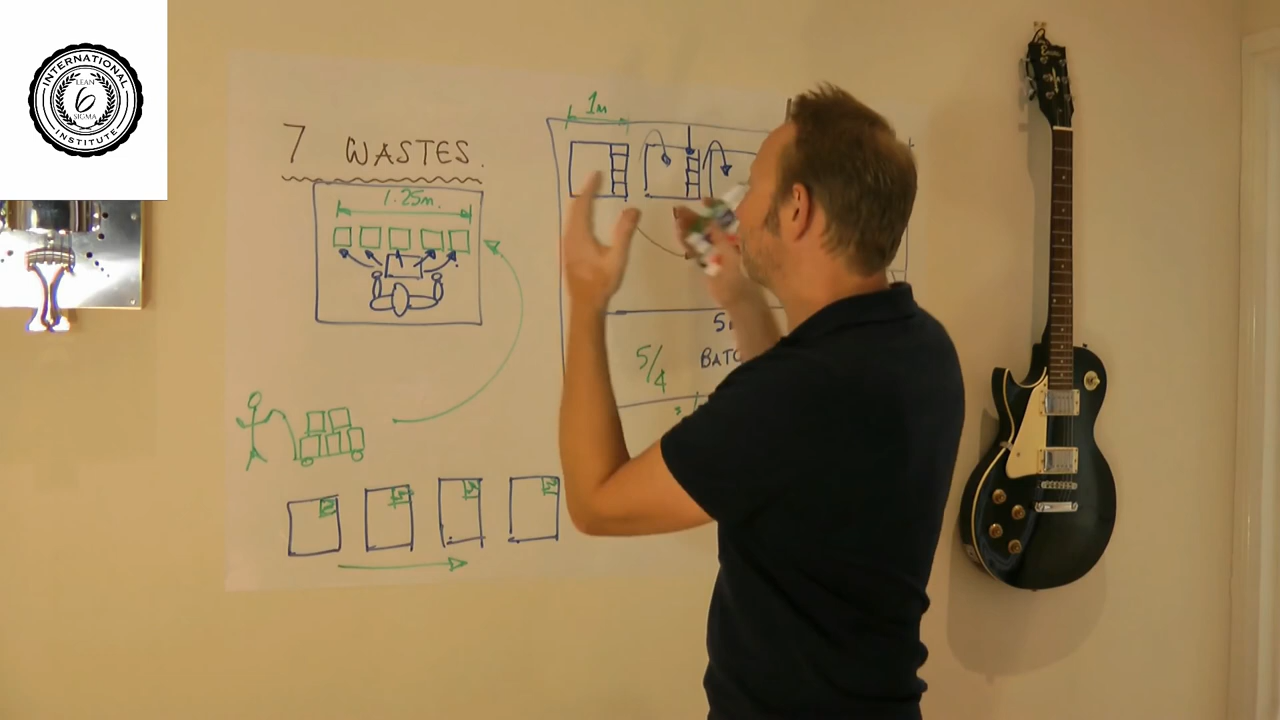 INTERNATIONAL
LEAN
6
SIGMA
INSTITUTE
7 WASTES.
1.25m.
1m
5/4